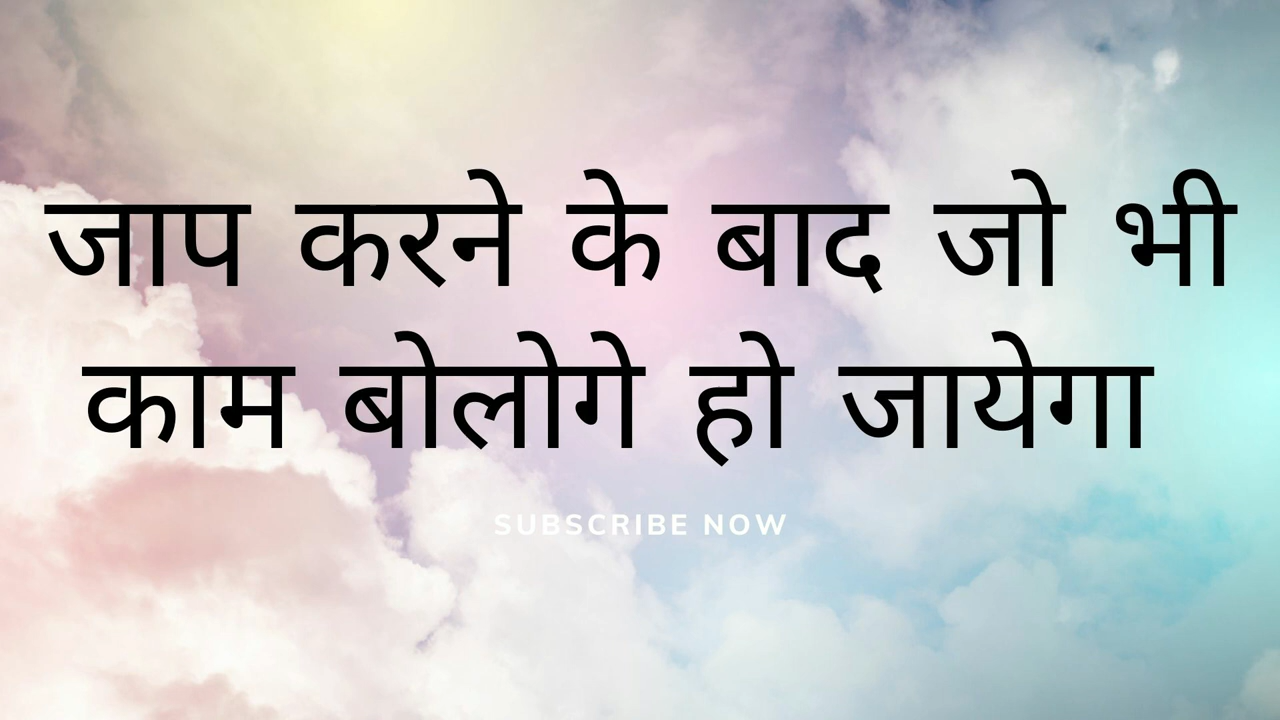 जाप करने के बाद जो भी
काम बोलोगे हो जायेगा
SUBSCRIBE NOW